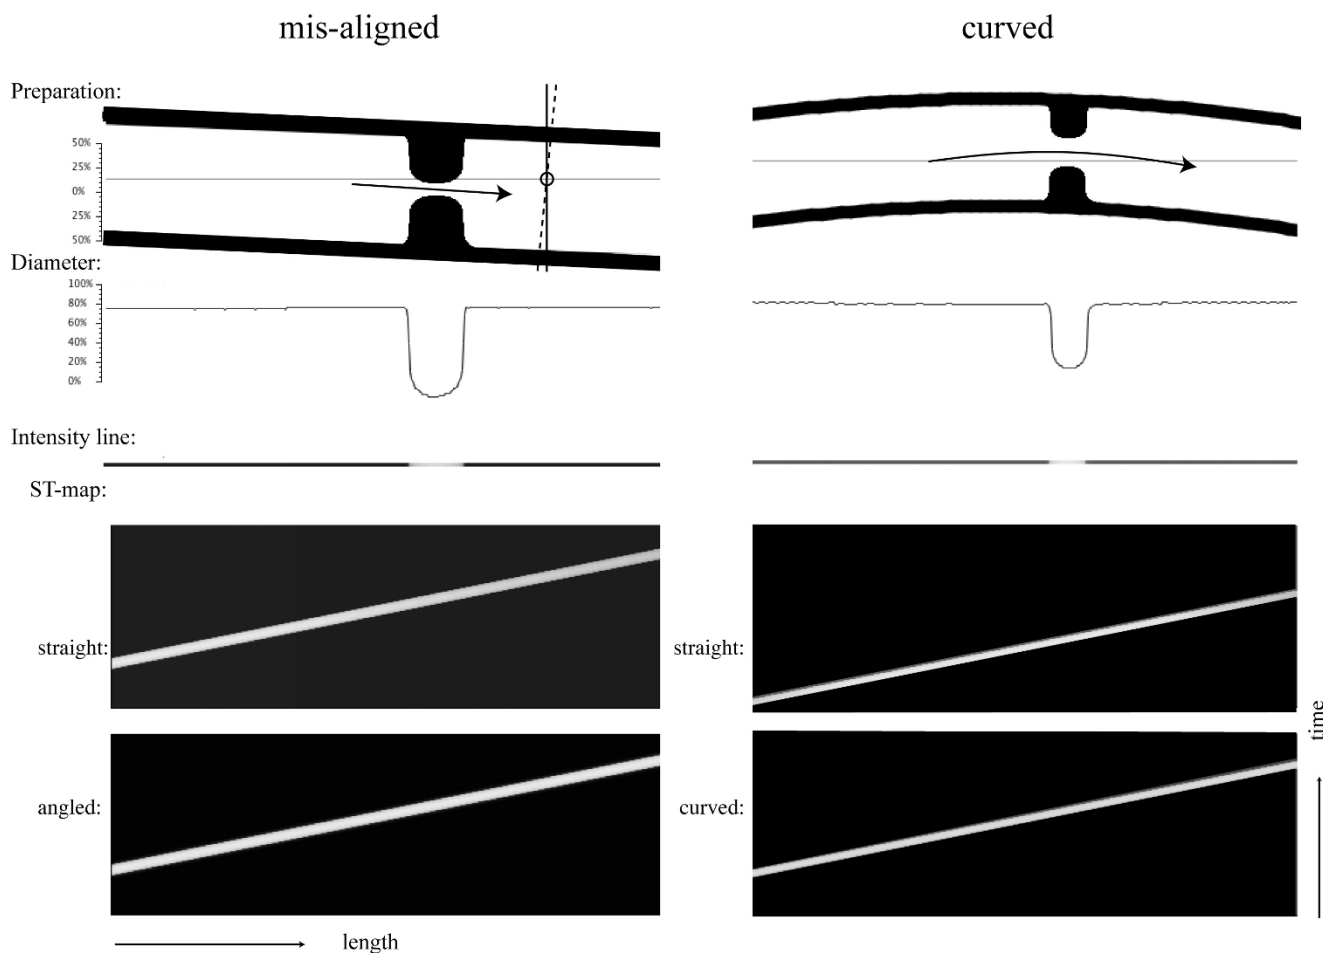 mis-aligned
curved
Preparation:
50%
25%
0%
25%
50%
Diameter:
100%
80%
60%
40%
20%
0%
Intensity line:
ST-map:
straight:
straight:
time
angled:
curved:
length